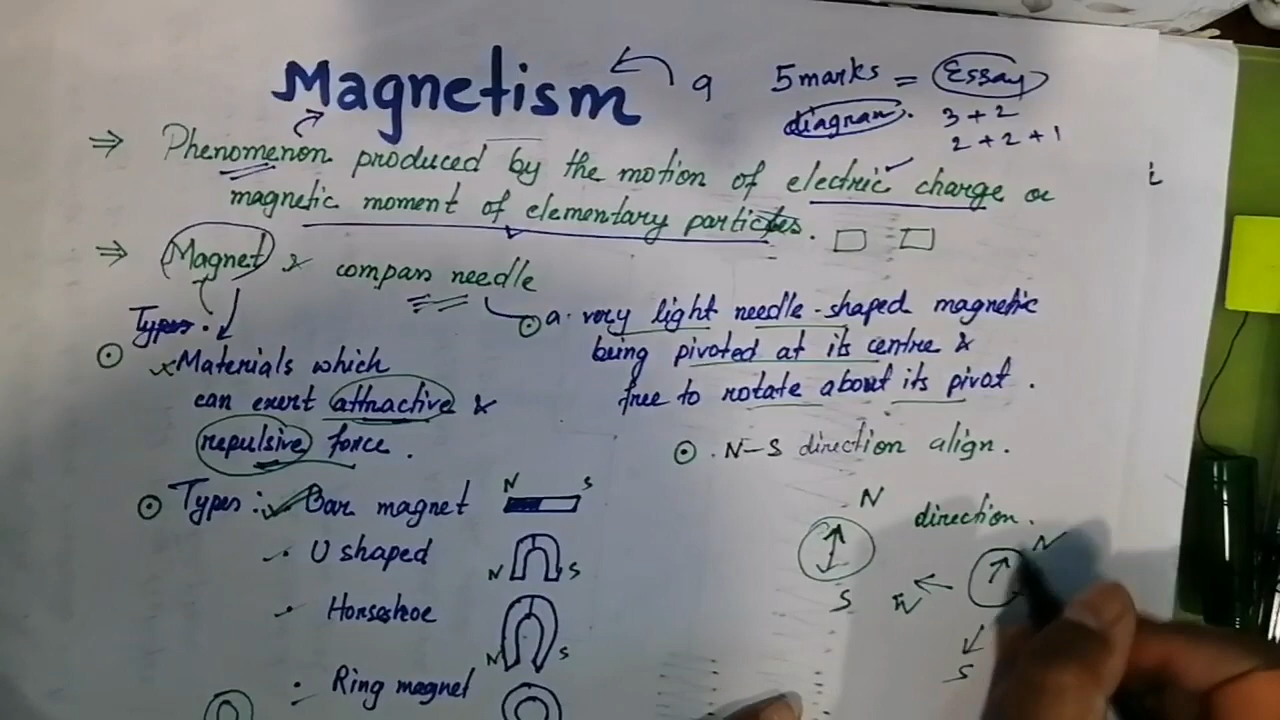 Magnetism
9 5marks = Essay
diagram. 3 + 2
2 + 2 + 1
⇒ Phenomenon produced by the motion of electric charge or
magnetic moment of elementary particles.
i
⇒ Magnet & compass needle
Types.
Materials which
can exert attractive &
repulsive force.
a very light needle-shaped magnetic
being pivoted at its centre &
free to rotate about its pivot.
N-S direction align.
Types: Bar magnet N S
U shaped N S
Horseshoe N S
Ring magnet
N direction.
S
N
W
S